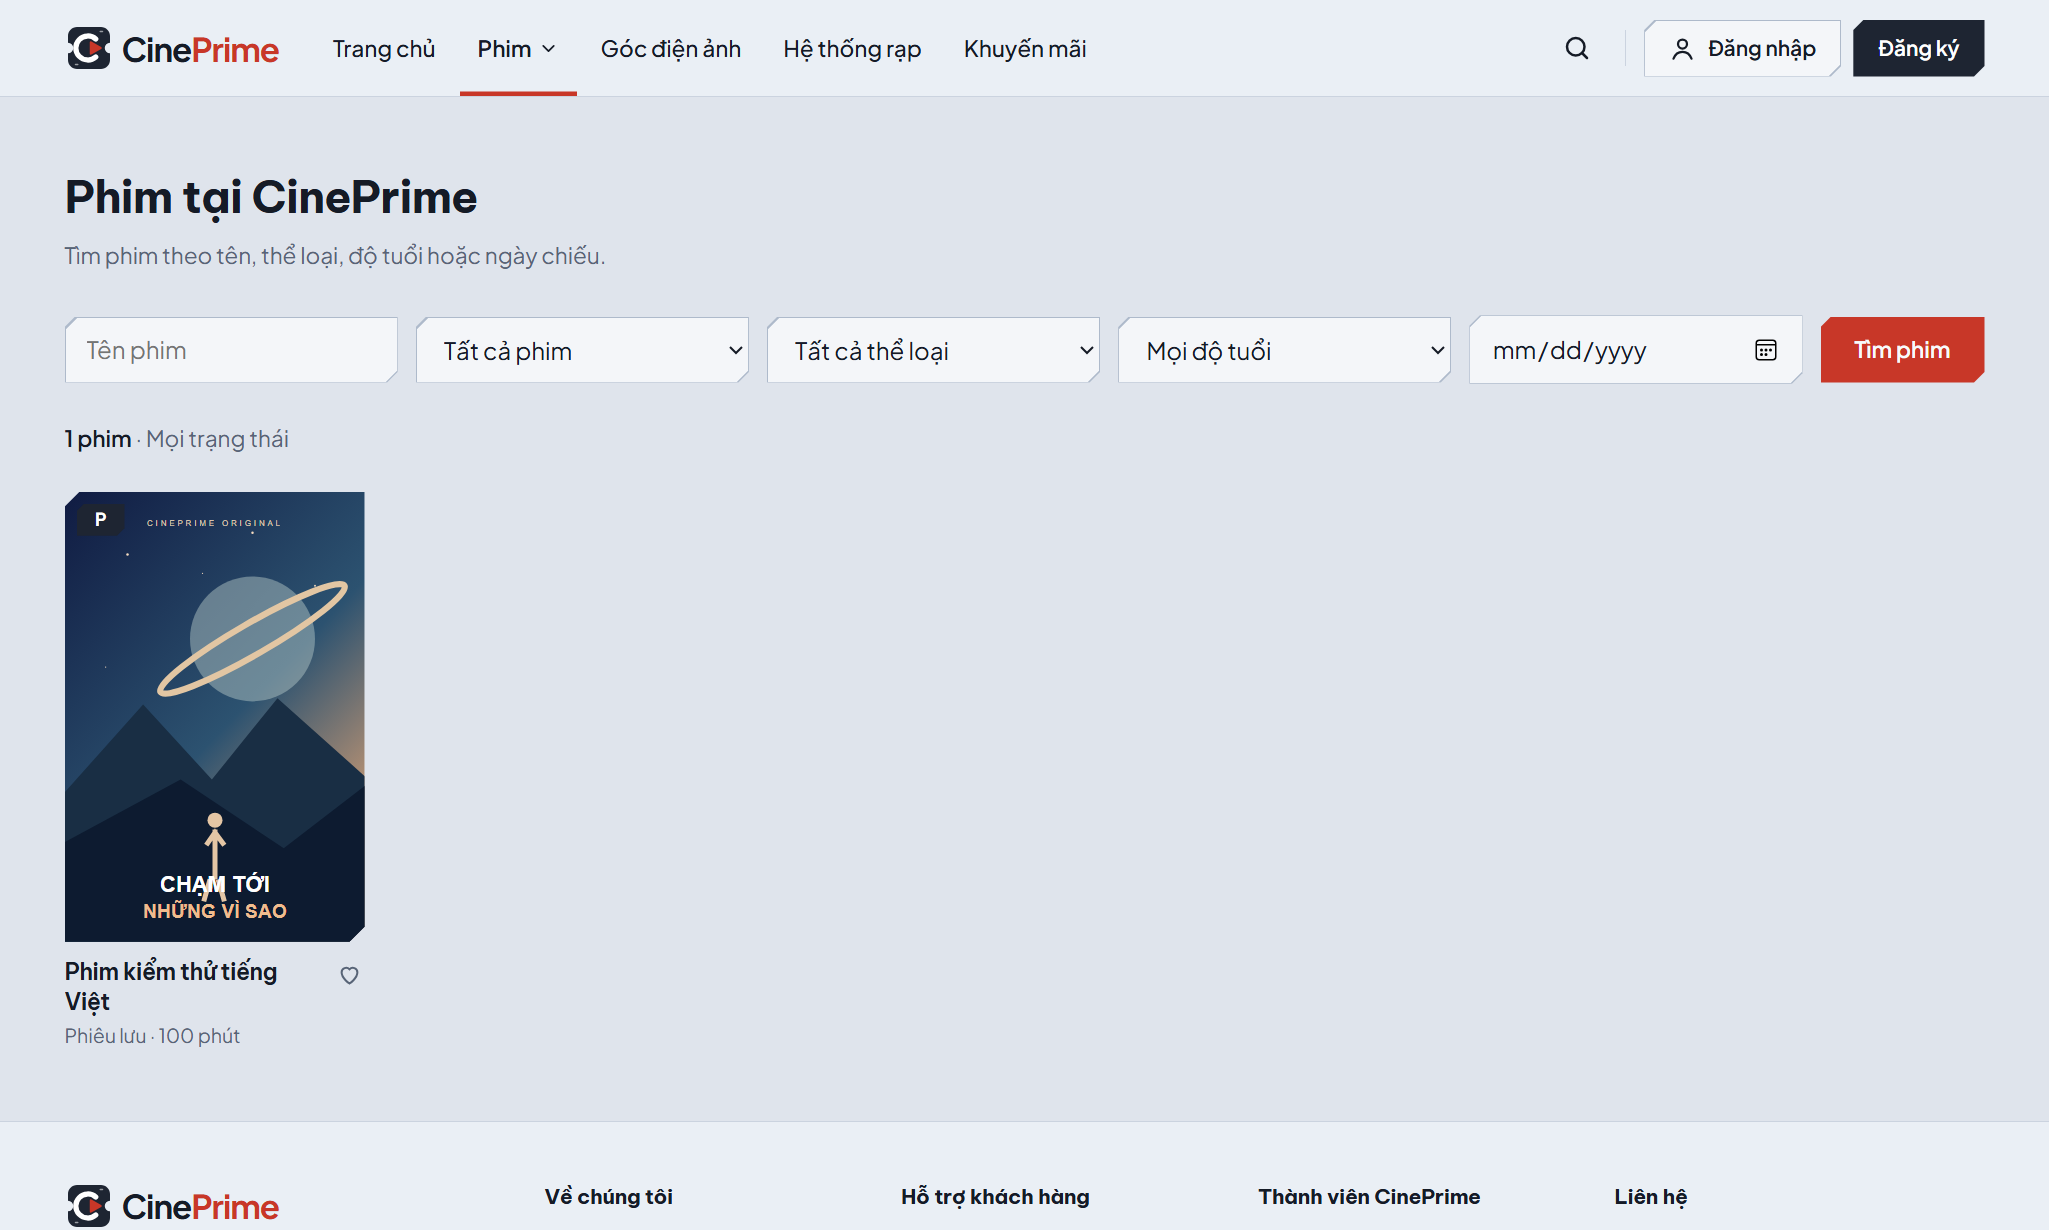 CinePrime
Trang chủ
Phim
Góc điện ảnh
Hệ thống rạp
Khuyến mãi
Đăng nhập
Đăng ký
Phim tại CinePrime
Tìm phim theo tên, thể loại, độ tuổi hoặc ngày chiếu.
Tên phim
Tất cả phim
Tất cả thể loại
Mọi độ tuổi
mm/dd/yyyy
Tìm phim
1 phim · Mọi trạng thái
P
CINEPRIME ORIGINAL
CHẠM TỚI
NHỮNG VÌ SAO
Phim kiểm thử tiếng
Việt
Phiêu lưu · 100 phút
CinePrime
Về chúng tôi
Hỗ trợ khách hàng
Thành viên CinePrime
Liên hệ